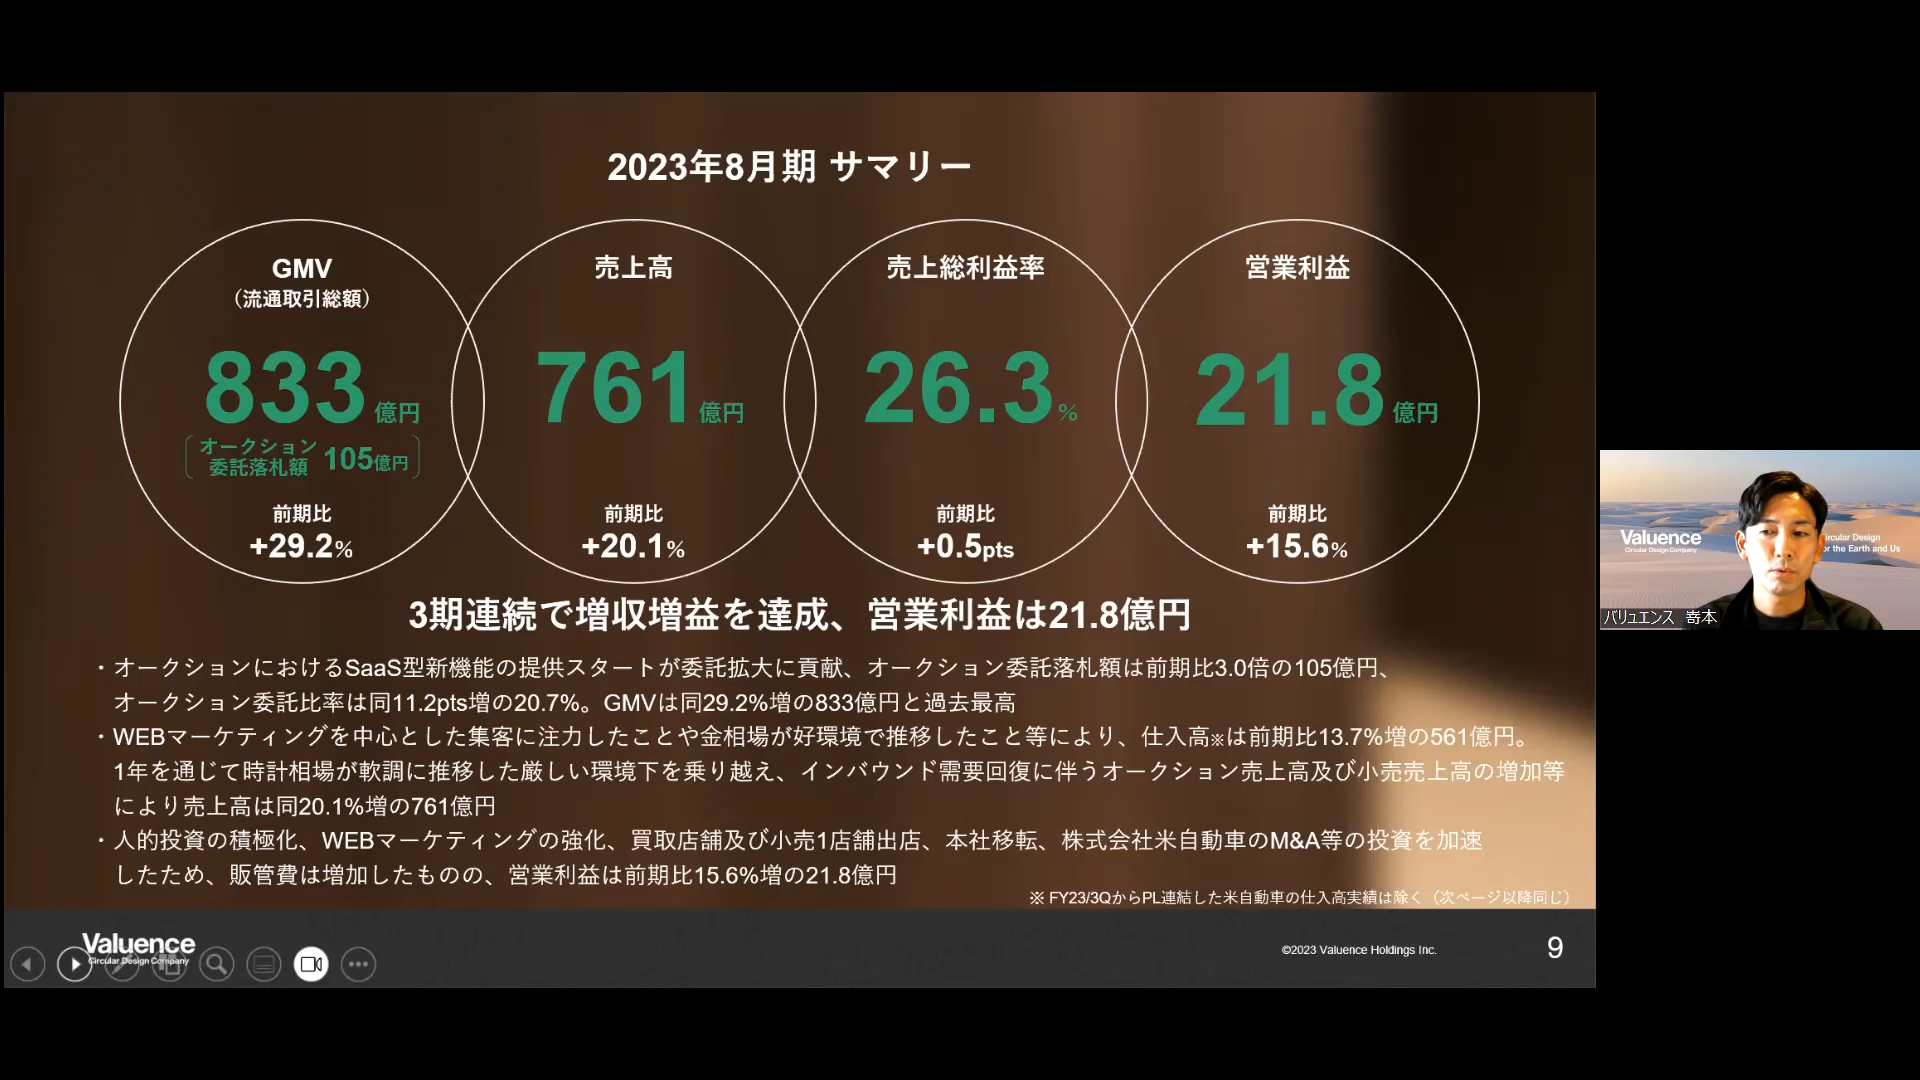 2023年8月期 サマリー
GMV
（流通取引総額）
833億円
オークション
委託落札額 105億円
前期比
+29.2%
売上高
761億円
前期比
+20.1%
売上総利益率
26.3%
前期比
+0.5pts
営業利益
21.8億円
前期比
+15.6%
3期連続で増収増益を達成、営業利益は21.8億円
・オークションにおけるSaaS型新機能の提供スタートが委託拡大に貢献、オークション委託落札額は前期比3.0倍の105億円、
オークション委託比率は同11.2pts増の20.7%。GMVは同29.2%増の833億円と過去最高
・WEBマーケティングを中心とした集客に注力したことや金相場が好環境で推移したこと等により、仕入高※は前期比13.7%増の561億円。
1年を通じて時計相場が軟調に推移した厳しい環境下を乗り越え、インバウンド需要回復に伴うオークション売上高及び小売売上高の増加等
により売上高は同20.1%増の761億円
・人的投資の積極化、WEBマーケティングの強化、買取店舗及び小売1店舗出店、本社移転、株式会社米自動車のM&A等の投資を加速
したため、販管費は増加したものの、営業利益は前期比15.6%増の21.8億円
※ FY23/3QからPL連結した米自動車の仕入高実績は除く（次ページ以降同じ）
Valuence
Circular Design Company
©2023 Valuence Holdings Inc.
9
Valuence
Circular Design Company
ircular Design
or the Earth and Us
バリュエンス 嵜本